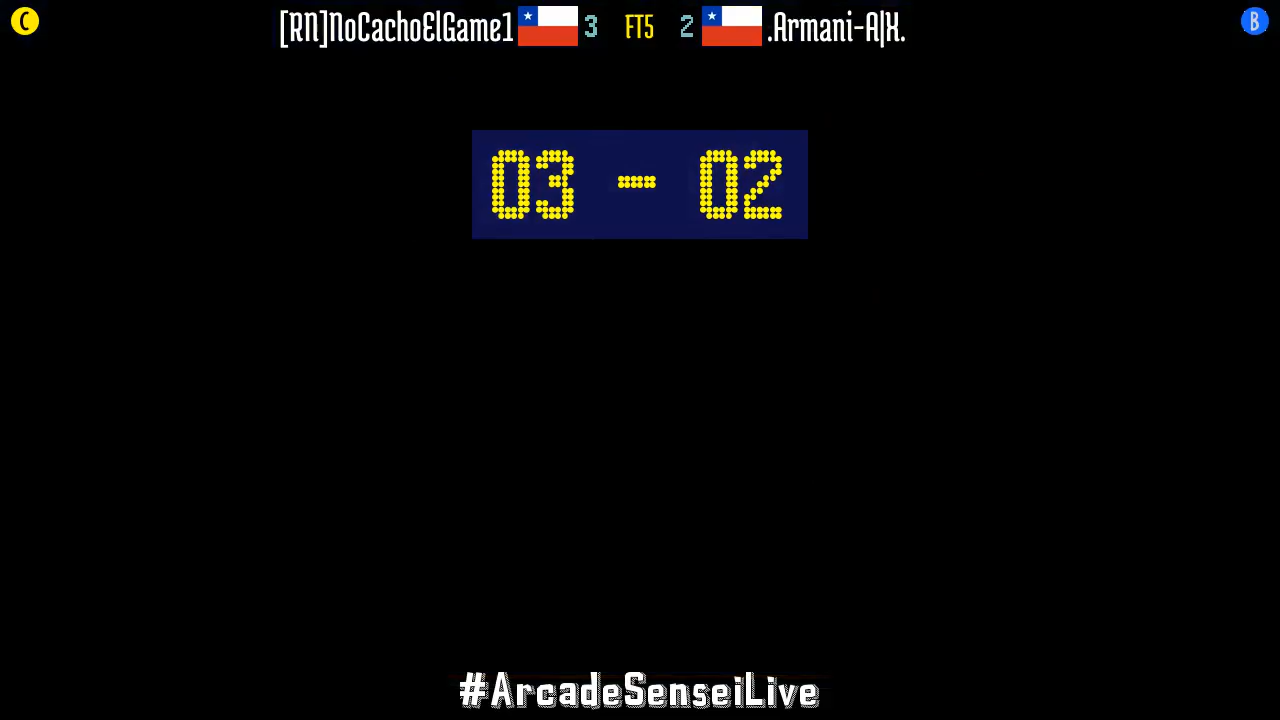 C
[RN]NoCachoElGame1 3 FT5 2 .Armani-A|X.
B
03 - 02
#ArcadeSenseiLive